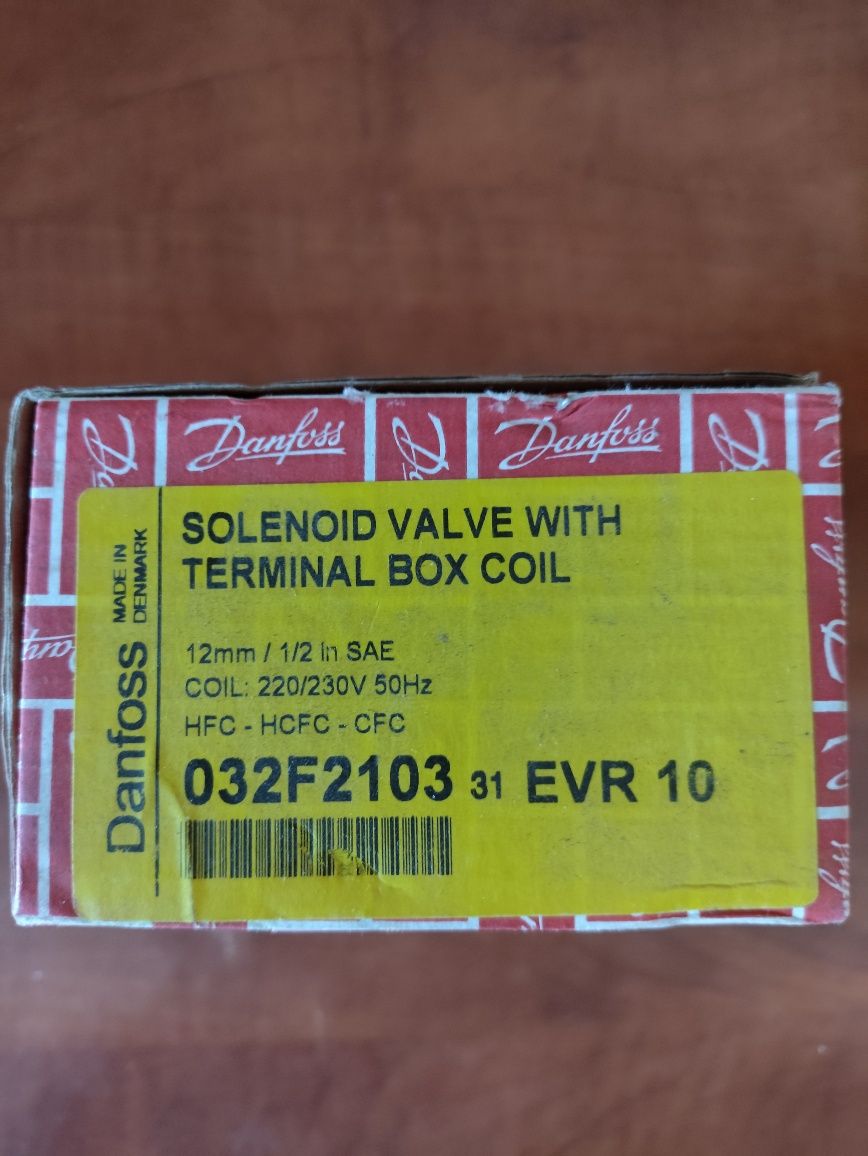 Danfoss
Danfoss
Danfoss
MADE IN
DENMARK
SOLENOID VALVE WITH
TERMINAL BOX COIL
12mm / 1/2 in SAE
COIL: 220/230V 50Hz
HFC - HCFC - CFC
032F2103 31 EVR 10